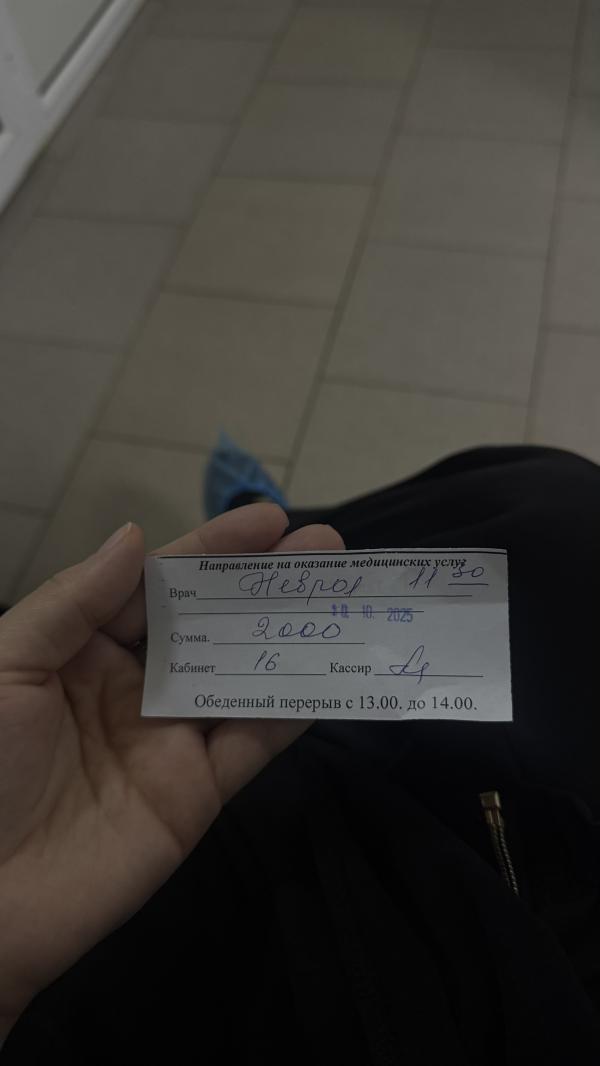 Направление на оказание медицинских услуг
Врач Невролог 11 30
10. 2025
Сумма. 2000
Кабинет 16 Кассир
Обеденный перерыв с 13.00. до 14.00.